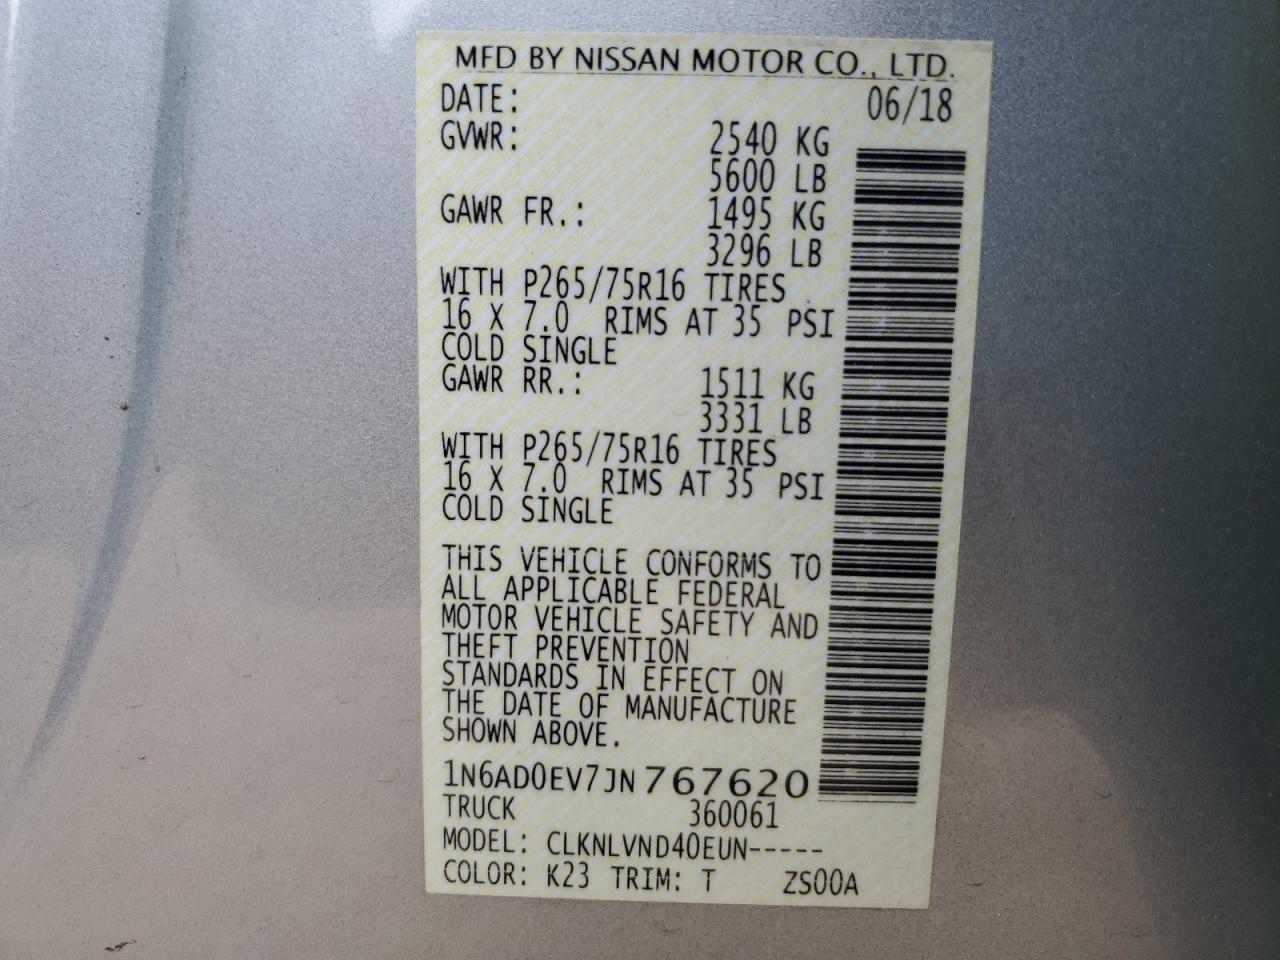 MFD BY NISSAN MOTOR CO., LTD.
DATE: 06/18
GVWR: 2540 KG
5600 LB
GAWR FR.: 1495 KG
3296 LB
WITH P265/75R16 TIRES
16 X 7.0 RIMS AT 35 PSI
COLD SINGLE
GAWR RR.: 1511 KG
3331 LB
WITH P265/75R16 TIRES
16 X 7.0 RIMS AT 35 PSI
COLD SINGLE
THIS VEHICLE CONFORMS TO
ALL APPLICABLE FEDERAL
MOTOR VEHICLE SAFETY AND
THEFT PREVENTION
STANDARDS IN EFFECT ON
THE DATE OF MANUFACTURE
SHOWN ABOVE.
1N6AD0EV7JN767620
TRUCK 360061
MODEL: CLKNLVND40EUN-----
COLOR: K23 TRIM: T ZS00A